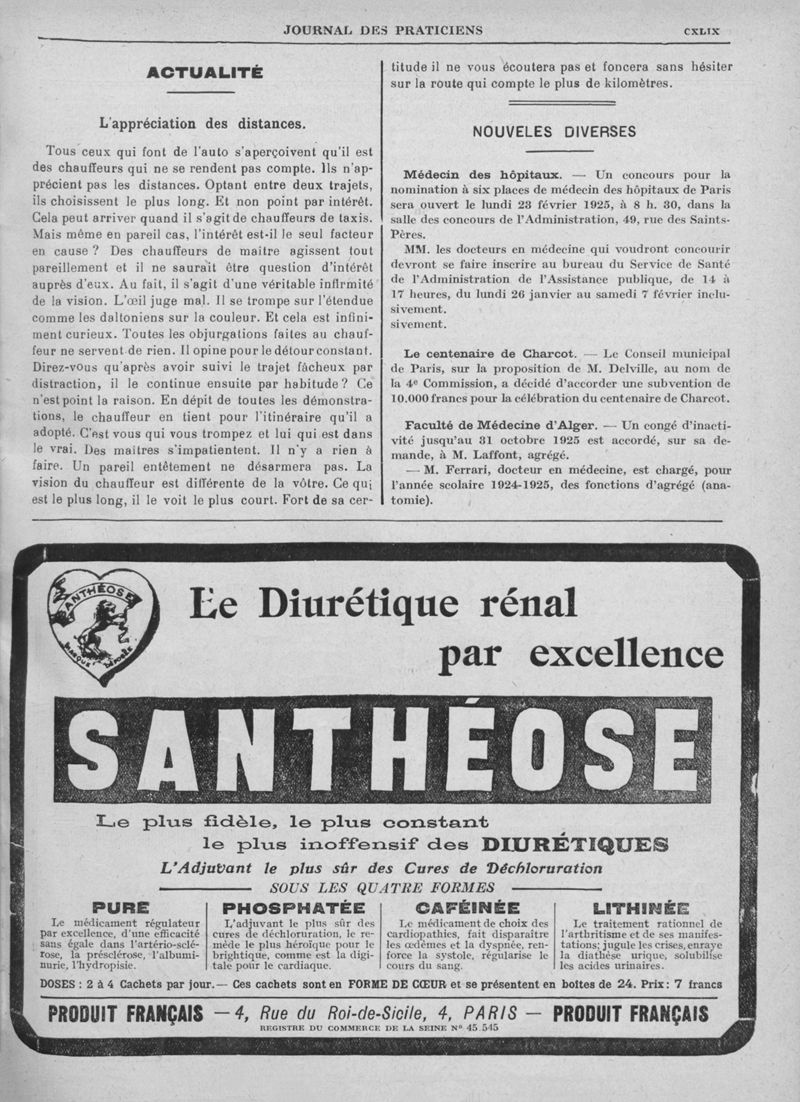 JOURNAL DES PRATICIENS
CXLIX
ACTUALITÉ
L'appréciation des distances.
Tous ceux qui font de l'auto s'aperçoivent qu'il est
des chauffeurs qui ne se rendent pas compte. Ils n'ap-
précient pas les distances. Optant entre deux trajets,
ils choisissent le plus long. Et non point par intérêt.
Cela peut arriver quand il s'agit de chauffeurs de taxis.
Mais même en pareil cas, l'intérêt est-il le seul facteur
en cause ? Des chauffeurs de maître agissent tout
pareillement et il ne saurait être question d'intérêt
auprès d'eux. Au fait, il s'agit d'une véritable infirmité
de la vision. L'œil juge mal. Il se trompe sur l'étendue
comme les daltoniens sur la couleur. Et cela est infini-
ment curieux. Toutes les objurgations faites au chauf-
feur ne servent de rien. Il opine pour le détour constant.
Direz-vous qu'après avoir suivi le trajet fâcheux par
distraction, il le continue ensuite par habitude ? Ce
n'est point la raison. En dépit de toutes les démonstra-
tions, le chauffeur en tient pour l'itinéraire qu'il a
adopté. C'est vous qui vous trompez et lui qui est dans
le vrai. Des maîtres s'impatientent. Il n'y a rien à
faire. Un pareil entêtement ne désarmera pas. La
vision du chauffeur est différente de la vôtre. Ce qui
est le plus long, il le voit le plus court. Fort de sa cer-
titude il ne vous écoutera pas et foncera sans hésiter
sur la route qui compte le plus de kilomètres.
NOUVELES DIVERSES
Médecin des hôpitaux. — Un concours pour la
nomination à six places de médecin des hôpitaux de Paris
sera ouvert le lundi 23 février 1925, à 8 h. 30, dans la
salle des concours de l'Administration, 49, rue des Saints-
Pères.
MM. les docteurs en médecine qui voudront concourir
devront se faire inscrire au bureau du Service de Santé
de l'Administration de l'Assistance publique, de 14 à
17 heures, du lundi 26 janvier au samedi 7 février inclu-
sivement.
sivement.
Le centenaire de Charcot. — Le Conseil municipal
de Paris, sur la proposition de M. Delville, au nom de
la 4e Commission, a décidé d'accorder une subvention de
10.000 francs pour la célébration du centenaire de Charcot.
Faculté de Médecine d'Alger. — Un congé d'inacti-
vité jusqu'au 31 octobre 1925 est accordé, sur sa de-
mande, à M. Laffont, agrégé.
— M. Ferrari, docteur en médecine, est chargé, pour
l'année scolaire 1924-1925, des fonctions d'agrégé (ana-
tomie).
SANTHÉOSE
MARQUE DÉPOSÉE
Le Diurétique rénal
par excellence
SANTHÉOSE
Le plus fidèle, le plus constant
le plus inoffensif des DIURÉTIQUES
L'Adjuvant le plus sûr des Cures de Déchloruration
SOUS LES QUATRE FORMES
PURE
Le médicament régulateur
par excellence, d'une efficacité
sans égale dans l'artério-sclé-
rose, la présclérose, l'albumi-
nurie, l'hydropisie.
PHOSPHATÉE
L'adjuvant le plus sûr des
cures de déchloruration, le re-
mède le plus héroïque pour le
brightique, comme est la digi-
tale pour le cardiaque.
CAFÉINÉE
Le médicament de choix des
cardiopathies, fait disparaître
les œdèmes et la dyspnée, ren-
force la systole, régularise le
cours du sang.
LITHINÉE
Le traitement rationnel de
l'arthritisme et de ses manifes-
tations; jugule les crises, enraye
la diathèse urique, solubilise
les acides urinaires.
DOSES : 2 à 4 Cachets par jour. — Ces cachets sont en FORME DE CŒUR et se présentent en boîtes de 24. Prix: 7 francs
PRODUIT FRANÇAIS — 4, Rue du Roi-de-Sicile, 4, PARIS — PRODUIT FRANÇAIS
REGISTRE DU COMMERCE DE LA SEINE N° 45.545